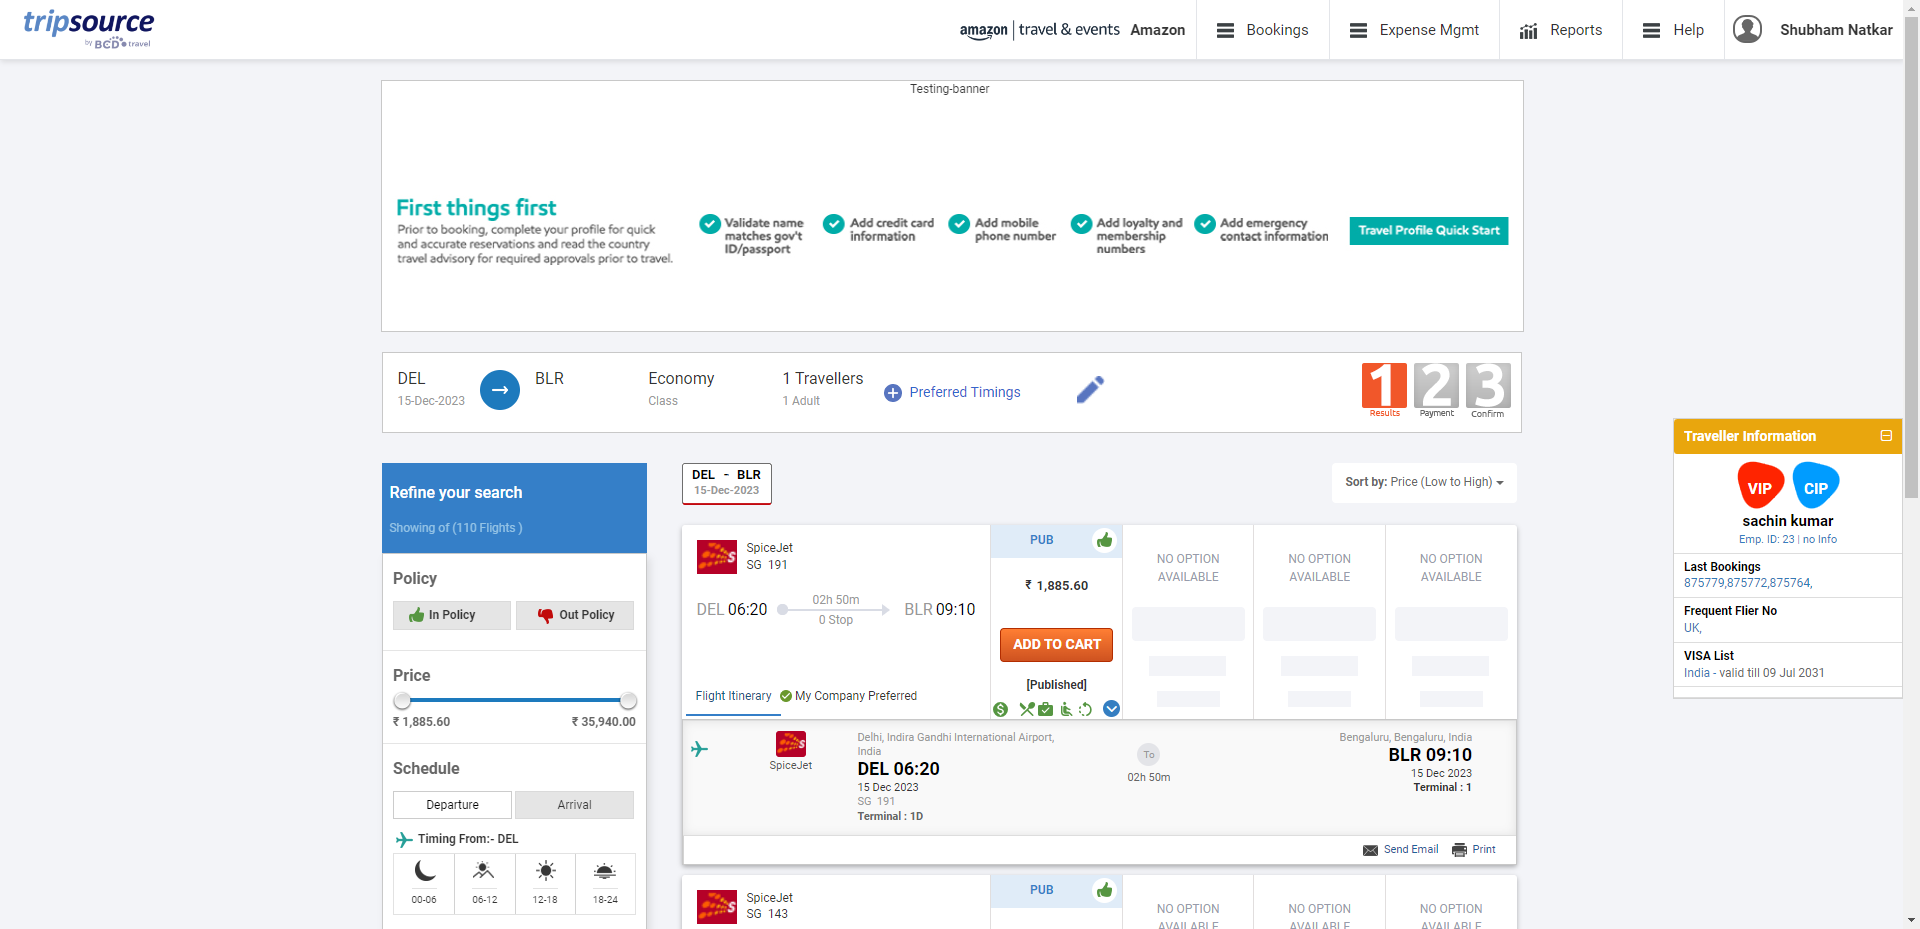 tripsource
by BCD travel
amazon | travel & events Amazon
Bookings
Expense Mgmt
Reports
Help
Shubham Natkar
Testing-banner
First things first
Prior to booking, complete your profile for quick
and accurate reservations and read the country
travel advisory for required approvals prior to travel.
Validate name
matches gov't
ID/passport
Add credit card
information
Add mobile
phone number
Add loyalty and
membership
numbers
Add emergency
contact information
Travel Profile Quick Start
DEL
15-Dec-2023
BLR
Economy
Class
1 Travellers
1 Adult
Preferred Timings
1
Results
2
Payment
3
Confirm
Traveller Information
VIP
CIP
sachin kumar
Emp. ID: 23 | no Info
Last Bookings
875779,875772,875764,
Frequent Flier No
UK,
VISA List
India - valid till 09 Jul 2031
Refine your search
Showing of (110 Flights )
Policy
In Policy
Out Policy
Price
₹ 1,885.60
₹ 35,940.00
Schedule
Departure
Arrival
Timing From:- DEL
00-06
06-12
12-18
18-24
DEL - BLR
15-Dec-2023
Sort by: Price (Low to High)
SpiceJet
SG 191
DEL 06:20
02h 50m
0 Stop
BLR 09:10
Flight Itinerary
My Company Preferred
PUB
₹ 1,885.60
ADD TO CART
[Published]
NO OPTION
AVAILABLE
NO OPTION
AVAILABLE
NO OPTION
AVAILABLE
SpiceJet
Delhi, Indira Gandhi International Airport,
India
DEL 06:20
15 Dec 2023
SG 191
Terminal : 1D
To
02h 50m
Bengaluru, Bengaluru, India
BLR 09:10
15 Dec 2023
Terminal : 1
Send Email
Print
SpiceJet
SG 143
PUB
NO OPTION
AVAILABLE
NO OPTION
AVAILABLE
NO OPTION
AVAILABLE